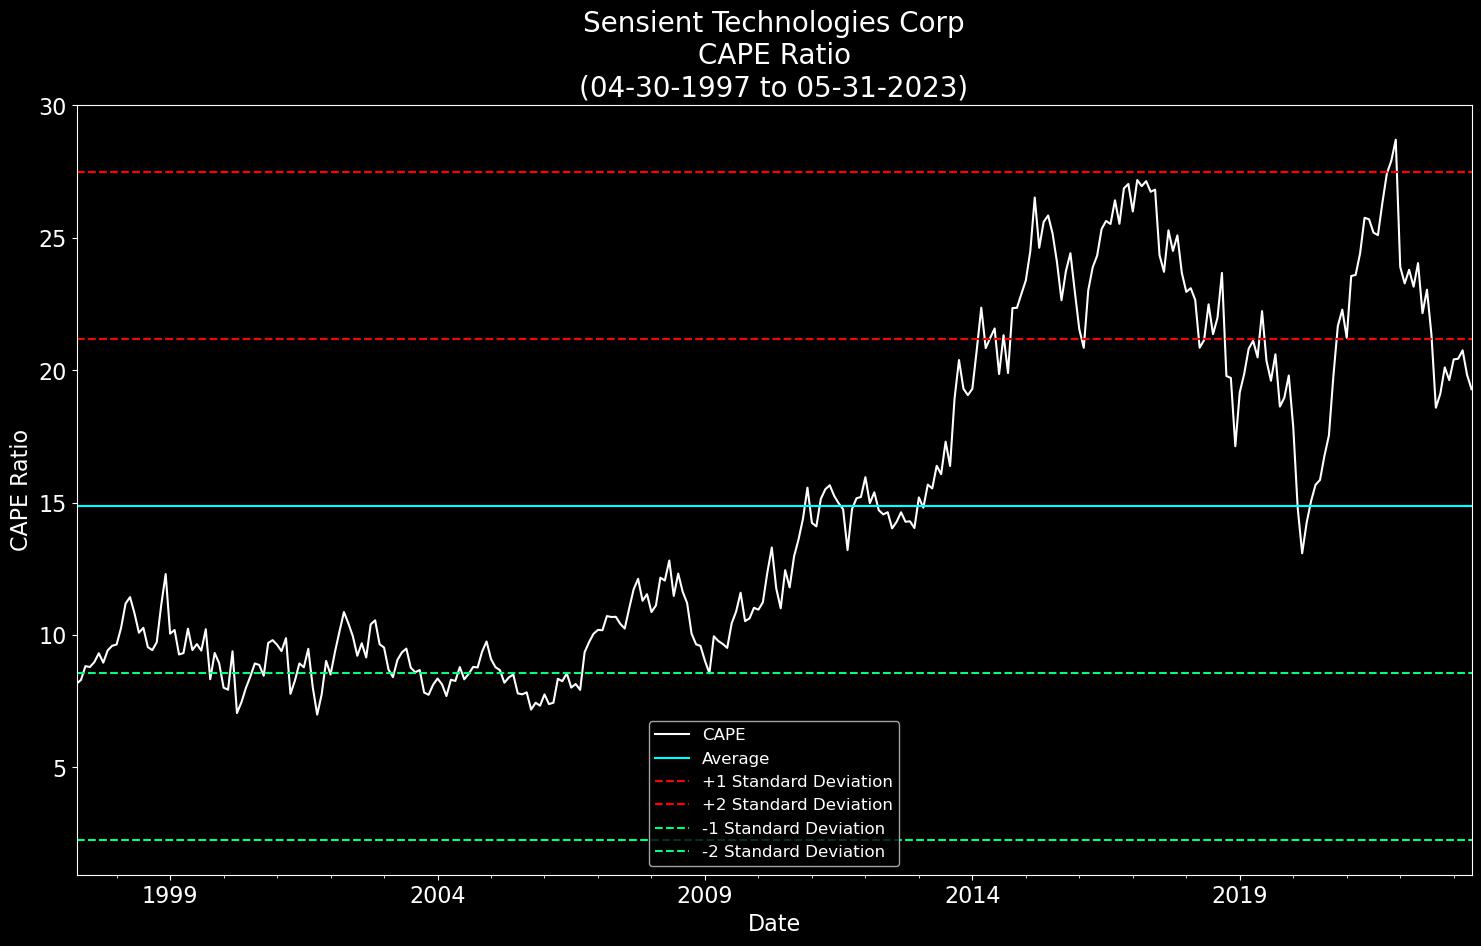 Sensient Technologies Corp
CAPE Ratio
(04-30-1997 to 05-31-2023)
30
25
20
15
10
5
CAPE Ratio
CAPE
Average
+1 Standard Deviation
+2 Standard Deviation
-1 Standard Deviation
-2 Standard Deviation
1999 2004 2009 2014 2019
Date